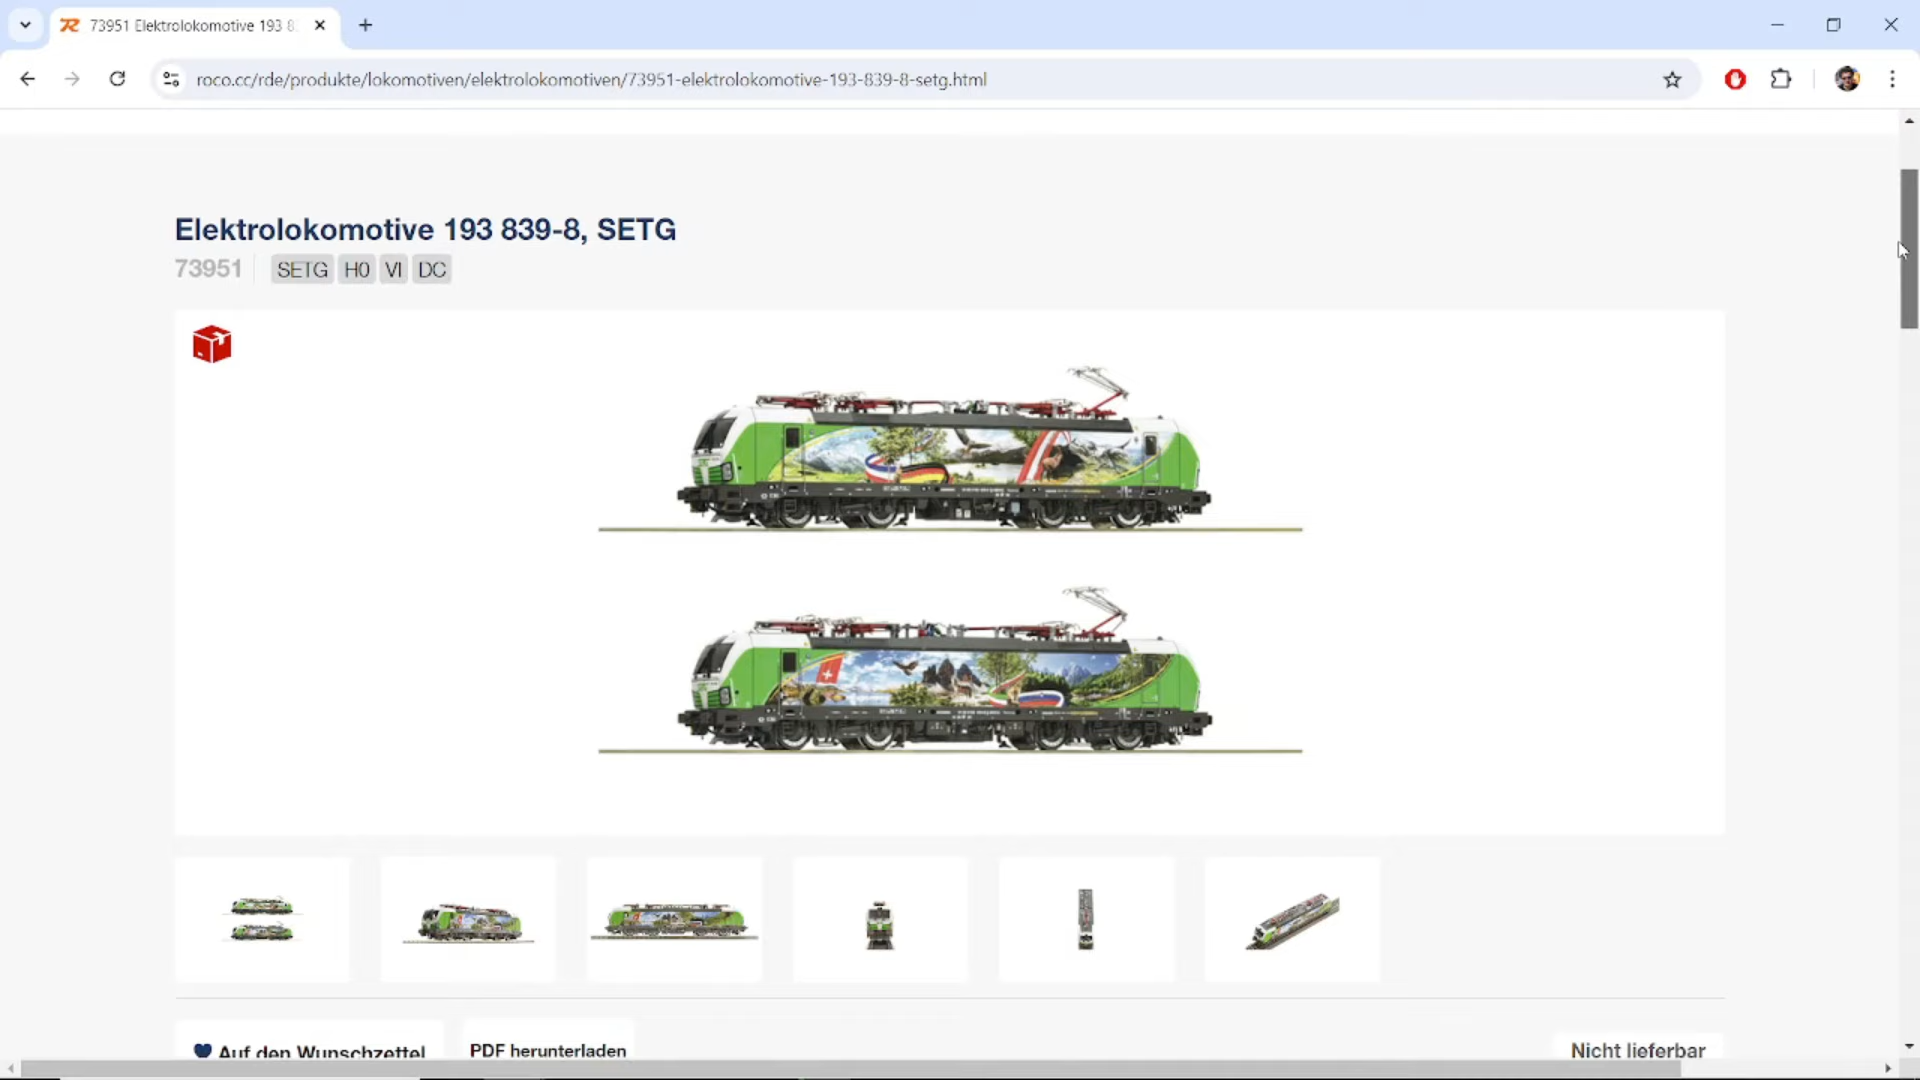 73951 Elektrolokomotive 193 8
roco.cc/rde/produkte/lokomotiven/elektrolokomotiven/73951-elektrolokomotive-193-839-8-setg.html
Elektrolokomotive 193 839-8, SETG
73951 SETG H0 VI DC
Auf den Wunschzettel PDF herunterladen Nicht lieferbar